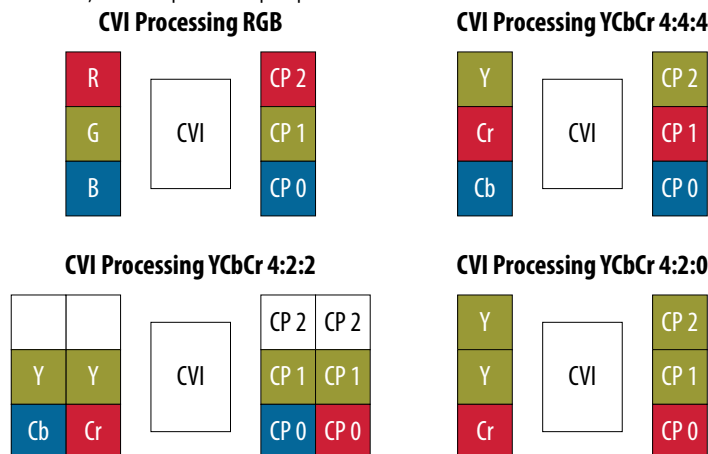 CVI Processing RGB
R
G
B
CVI
CP 2
CP 1
CP 0
CVI Processing YCbCr 4:4:4
Y
Cr
Cb
CVI
CP 2
CP 1
CP 0
CVI Processing YCbCr 4:2:2
Y Y
Cb Cr
CVI
CP 2 CP 2
CP 1 CP 1
CP 0 CP 0
CVI Processing YCbCr 4:2:0
Y
Y
Cr
CVI
CP 2
CP 1
CP 0